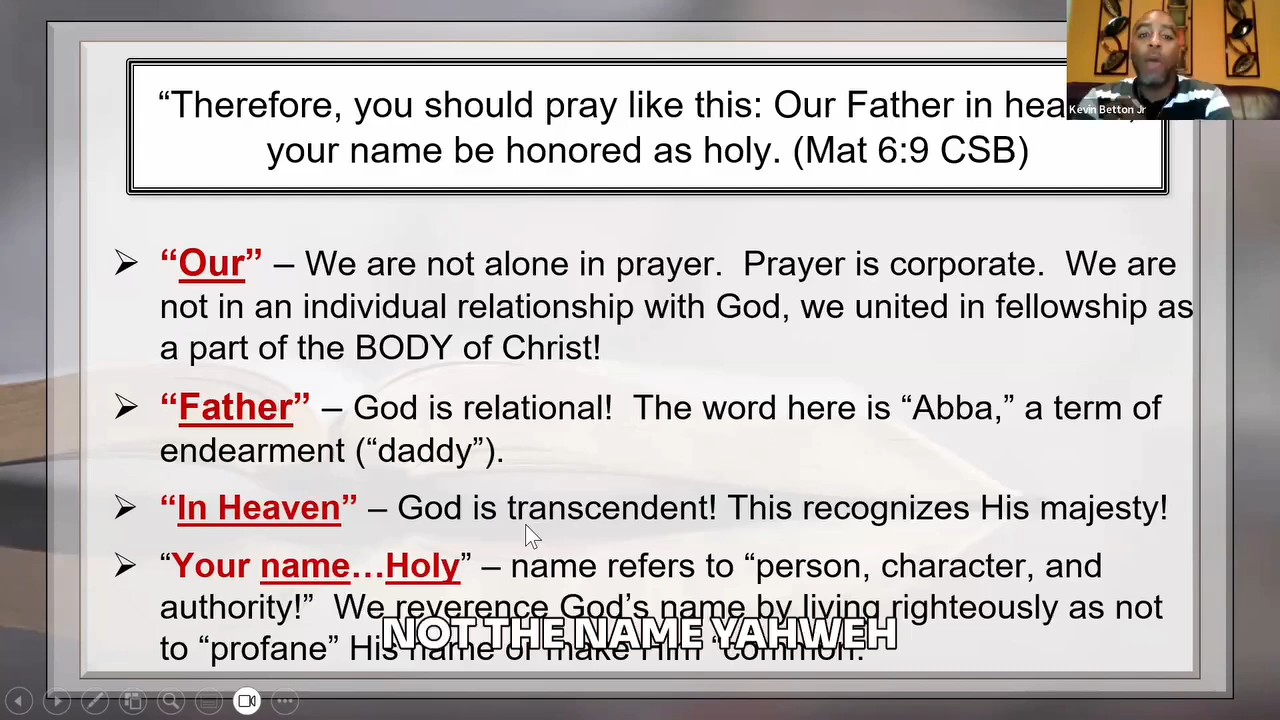 “Therefore, you should pray like this: Our Father in
your name be honored as holy. (Mat 6:9 CSB)
Kevin Betton Jr
➢ “Our” – We are not alone in prayer.  Prayer is corporate.  We are
not in an individual relationship with God, we united in fellowship as
a part of the BODY of Christ!
➢ “Father” – God is relational!  The word here is “Abba,” a term of
endearment (“daddy”).
➢ “In Heaven” – God is transcendent! This recognizes His majesty!
➢ “Your name…Holy” – name refers to “person, character, and
authority!”  We reverence God’s name by living righteously as not
to “profane” His name or make Him “common.”
NOT THE NAME YAHWEH